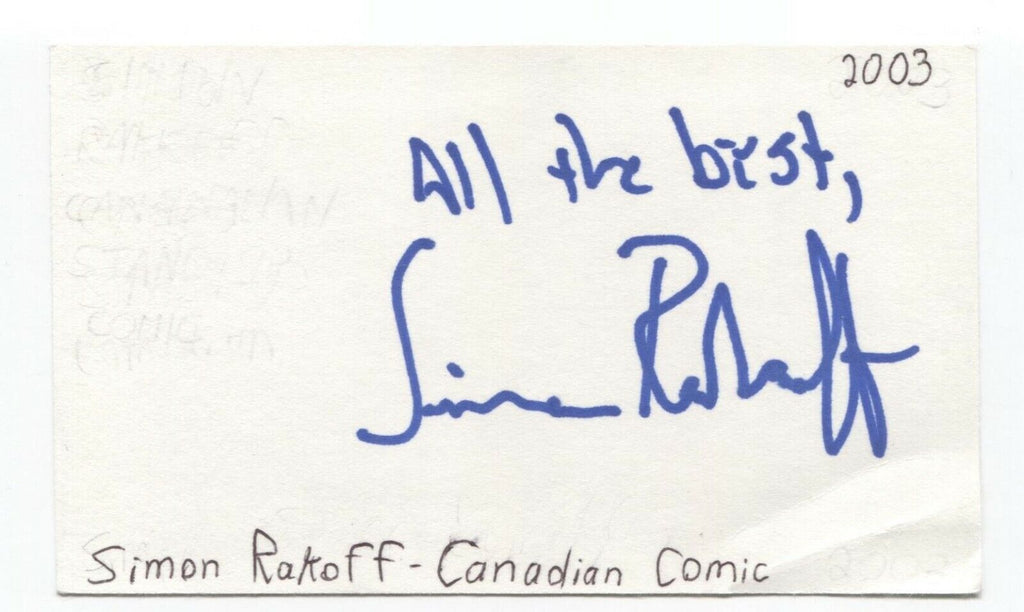 2003
All the best,
Simon Rakoff
Simon Rakoff - Canadian Comic